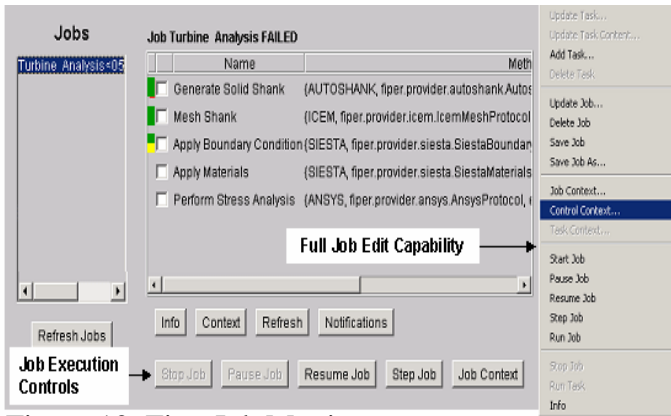 Jobs
Turbine Analysis<05
Job Turbine Analysis FAILED
Name Meth
Generate Solid Shank (AUTOSHANK, fiper.provider.autoshank.Autos
Mesh Shank (ICEM, fiper.provider.icem.IcemMeshProtocol
Apply Boundary Condition (SIESTA, fiper.provider.siesta.SiestaBoundar
Apply Materials (SIESTA, fiper.provider.siesta.SiestaMaterials
Perform Stress Analysis (ANSYS, fiper.provider.ansys.AnsysProtocol,
Full Job Edit Capability
Refresh Jobs
Info Context Refresh Notifications
Job Execution
Controls
Stop Job Pause Job Resume Job Step Job Job Context
Update Task...
Update Task Context...
Add Task...
Delete Task
Update Job...
Delete Job
Save Job
Save Job As...
Job Context...
Control Context...
Task Context...
Start Job
Pause Job
Resume Job
Step Job
Run Job
Stop Job
Run Task
Info